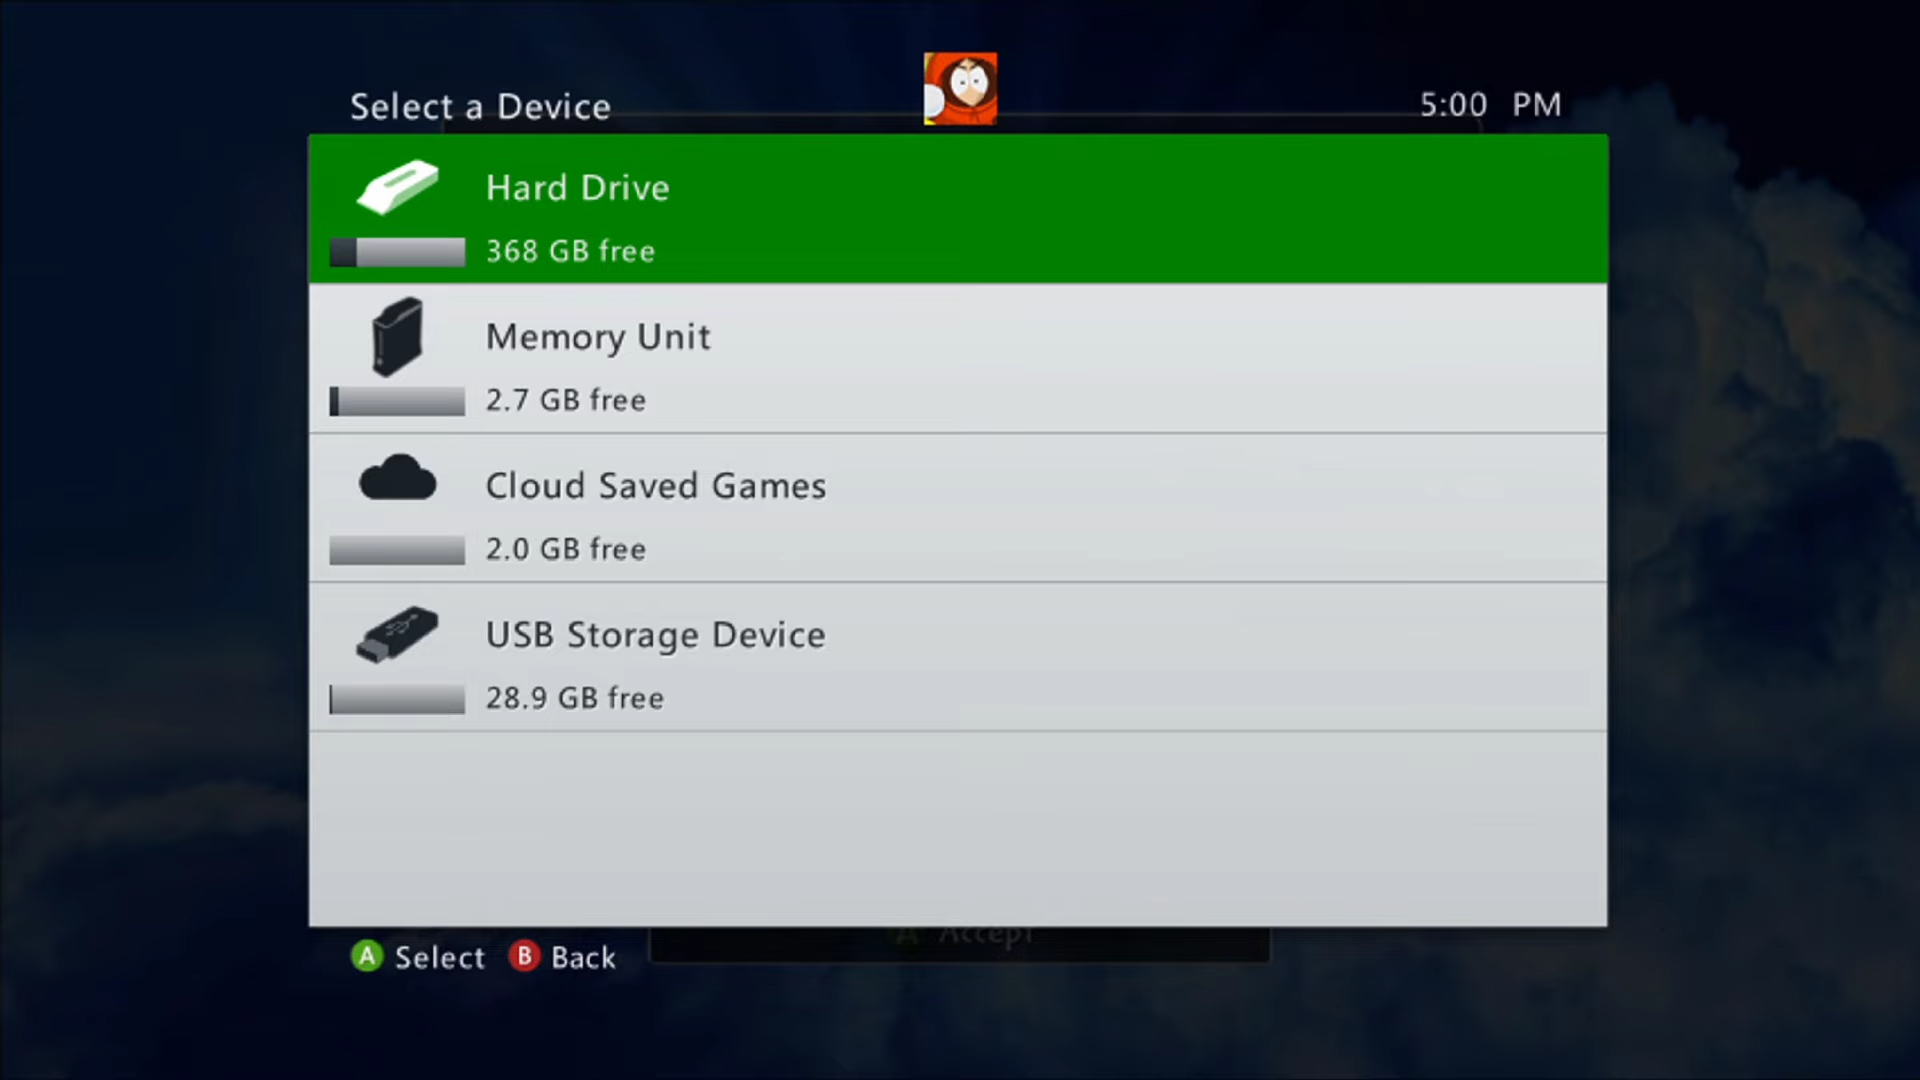 Select a Device
5:00 PM
Hard Drive
368 GB free
Memory Unit
2.7 GB free
Cloud Saved Games
2.0 GB free
USB Storage Device
28.9 GB free
A Accept
A Select B Back